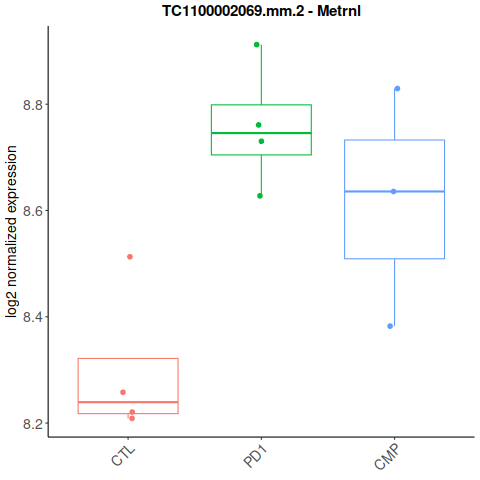 TC1100002069.mm.2 - Metrnl
log2 normalized expression
8.8
8.6
8.4
8.2
CTL
PD1
CMP